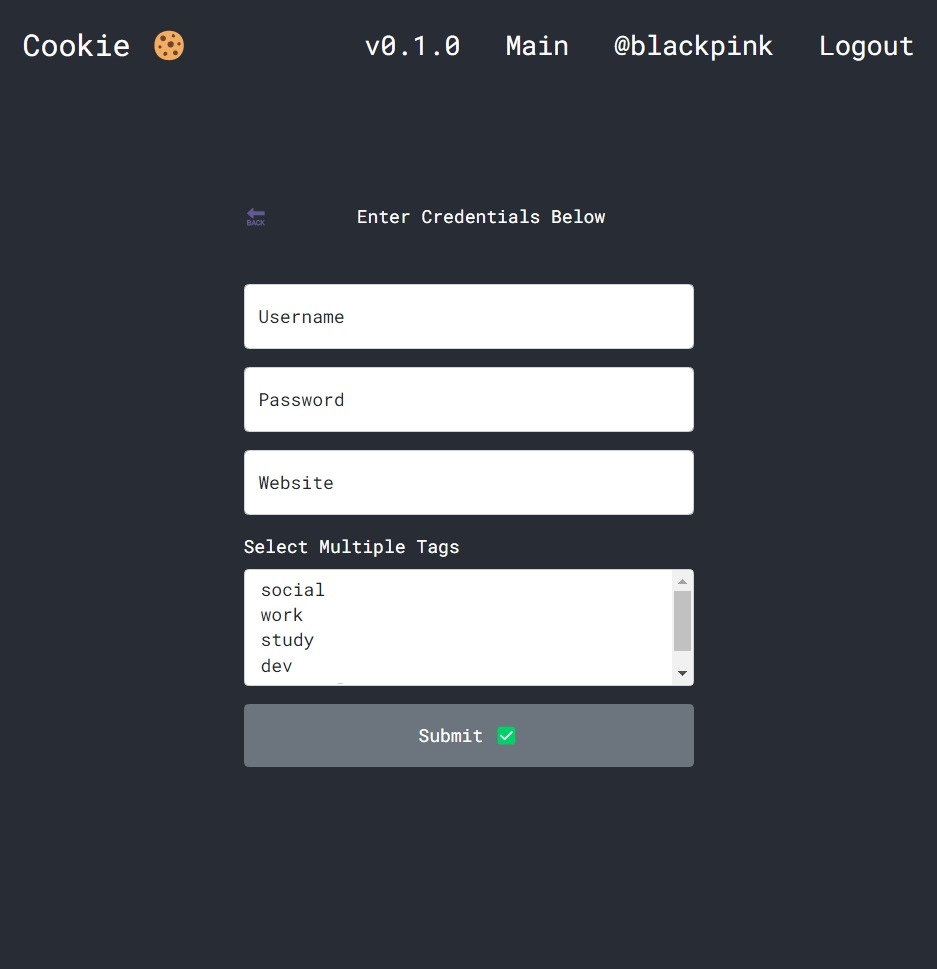 Cookie 🍪 v0.1.0 Main @blackpink Logout
BACK Enter Credentials Below
Username
Password
Website
Select Multiple Tags
social
work
study
dev
Submit ✅